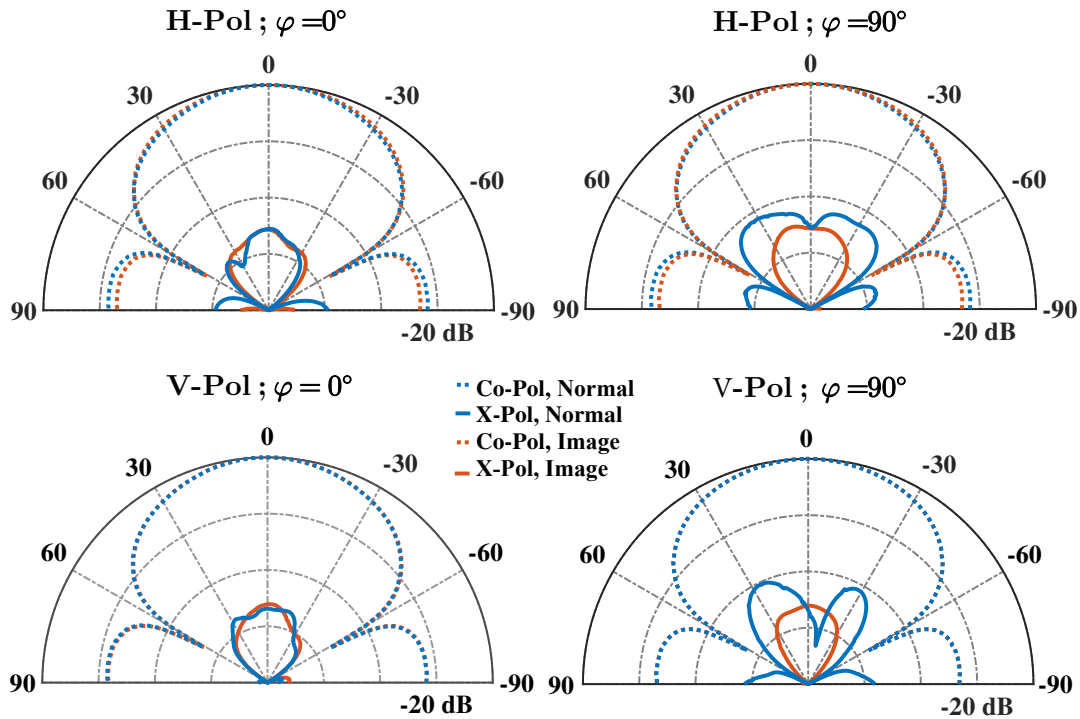 H-Pol ; φ =0°
0
30
-30
60
-60
90
-90
-20 dB
H-Pol ; φ =90°
0
30
-30
60
-60
90
-90
-20 dB
V-Pol ; φ = 0°
0
30
-30
60
-60
90
-90
-20 dB
Co-Pol, Normal
X-Pol, Normal
Co-Pol, Image
X-Pol, Image
V-Pol ; φ =90°
0
30
-30
60
-60
90
-90
-20 dB